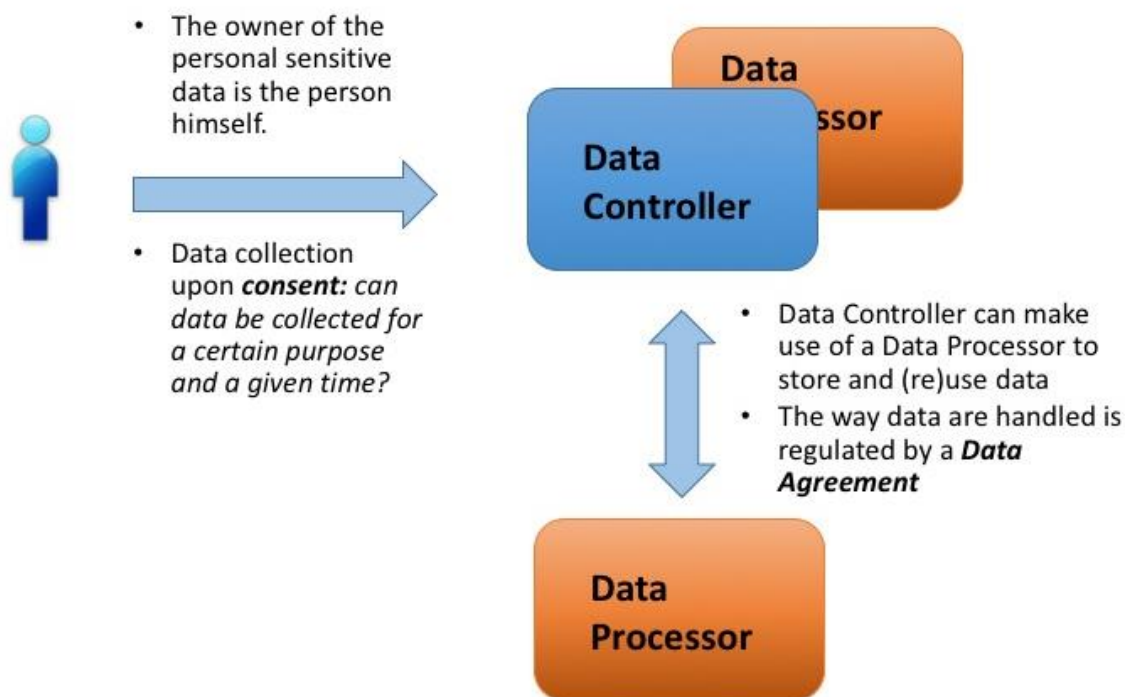 • The owner of the
personal sensitive
data is the person
himself.
• Data collection
upon consent: can
data be collected for
a certain purpose
and a given time?
Data
ssor
Data
Controller
• Data Controller can make
use of a Data Processor to
store and (re)use data
• The way data are handled is
regulated by a Data
Agreement
Data
Processor